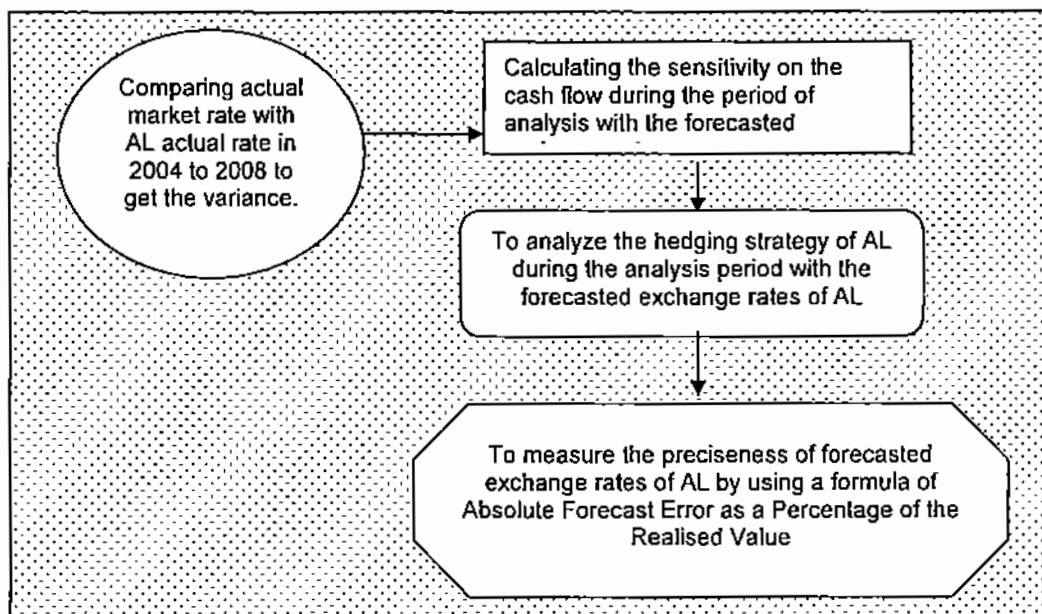 Comparing actual
market rate with
AL actual rate in
2004 to 2008 to
get the variance.
Calculating the sensitivity on the
cash flow during the period of
analysis with the forecasted
To analyze the hedging strategy of AL
during the analysis period with the
forecasted exchange rates of AL
To measure the preciseness of forecasted
exchange rates of AL by using a formula of
Absolute Forecast Error as a Percentage of the
Realised Value